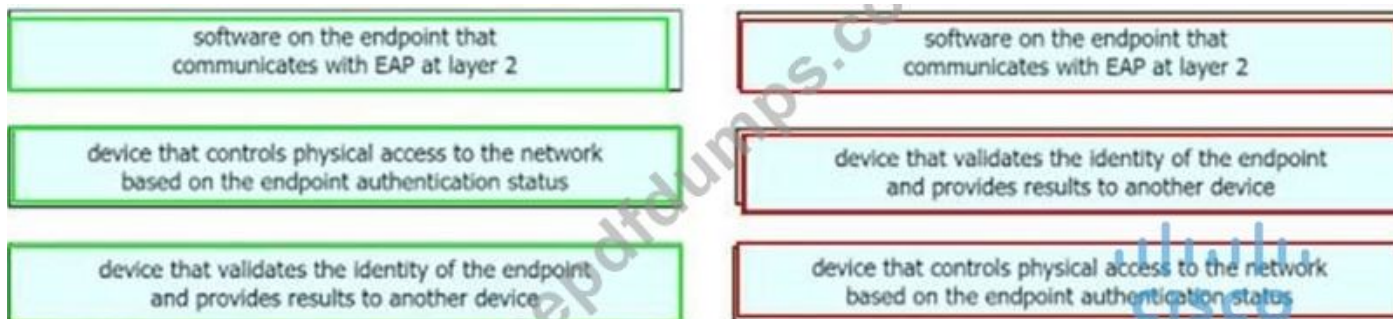 software on the endpoint that
communicates with EAP at layer 2
device that controls physical access to the network
based on the endpoint authentication status
device that validates the identity of the endpoint
and provides results to another device
software on the endpoint that
communicates with EAP at layer 2
device that validates the identity of the endpoint
and provides results to another device
device that controls physical access to the network
based on the endpoint authentication status
epdfdumps.co
cisco